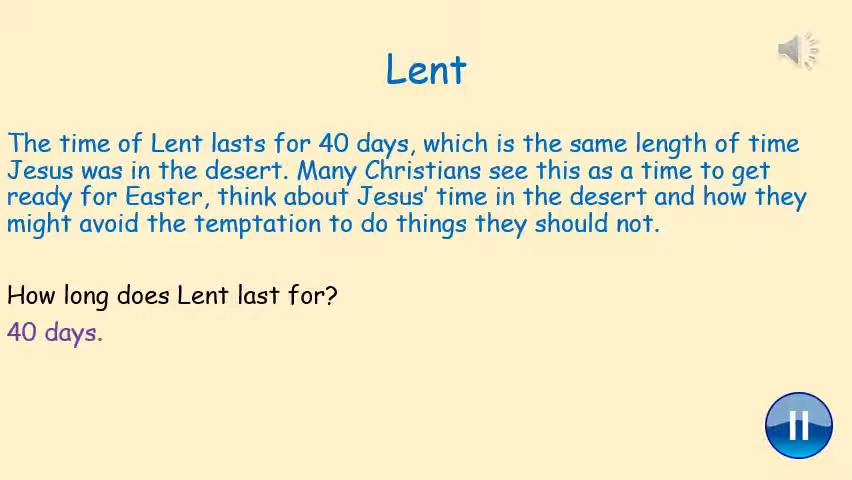 Lent
The time of Lent lasts for 40 days, which is the same length of time
Jesus was in the desert. Many Christians see this as a time to get
ready for Easter, think about Jesus’ time in the desert and how they
might avoid the temptation to do things they should not.
How long does Lent last for?
40 days.